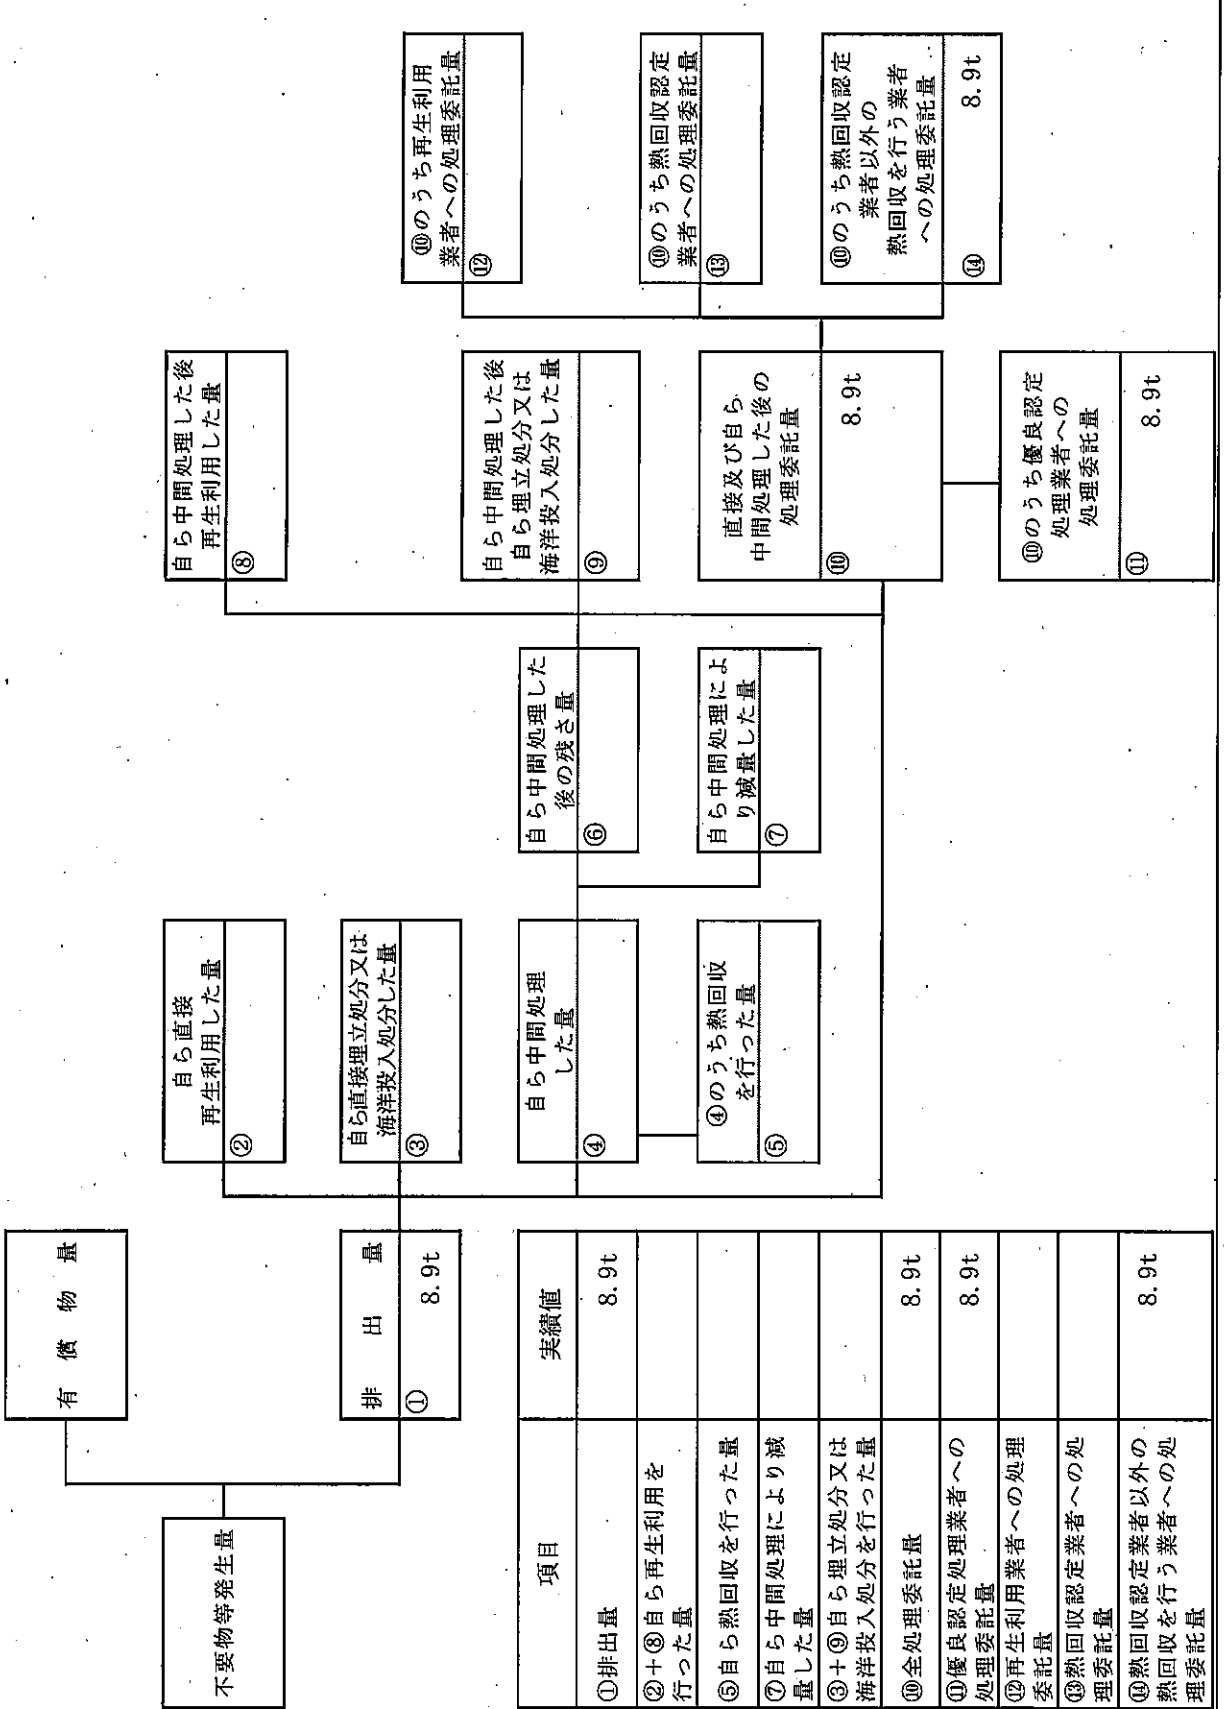 有償物量
不要物等発生量
排出量
① 8.9t
自ら直接
再生利用した量
②
自ら直接埋立処分又は
海洋投入処分した量
③
自ら中間処理
した量
④
④のうち熱回収
を行った量
⑤
自ら中間処理した
後の残さ量
⑥
自ら中間処理によ
り減量した量
⑦
自ら中間処理した後
再生利用した量
⑧
自ら中間処理した後
自ら埋立処分又は
海洋投入処分した量
⑨
直接及び自ら
中間処理した後の
処理委託量
⑩ 8.9t
⑩のうち優良認定
処理業者への
処理委託量
⑪ 8.9t
⑩のうち再生利用
業者への処理委託量
⑫
⑩のうち熱回収認定
業者への処理委託量
⑬
⑩のうち熱回収認定
業者以外の
熱回収を行う業者
への処理委託量
⑭ 8.9t
項目 実績値
①排出量 8.9t
②+⑧自ら再生利用を
行った量
⑤自ら熱回収を行った量
⑦自ら中間処理により減
量した量
③+⑨自ら埋立処分又は
海洋投入処分を行った量
⑩全処理委託量 8.9t
⑪優良認定処理業者への
処理委託量 8.9t
⑫再生利用業者への処理
委託量
⑬熱回収認定業者への処
理委託量
⑭熱回収認定業者以外の
熱回収を行う業者への処
理委託量 8.9t